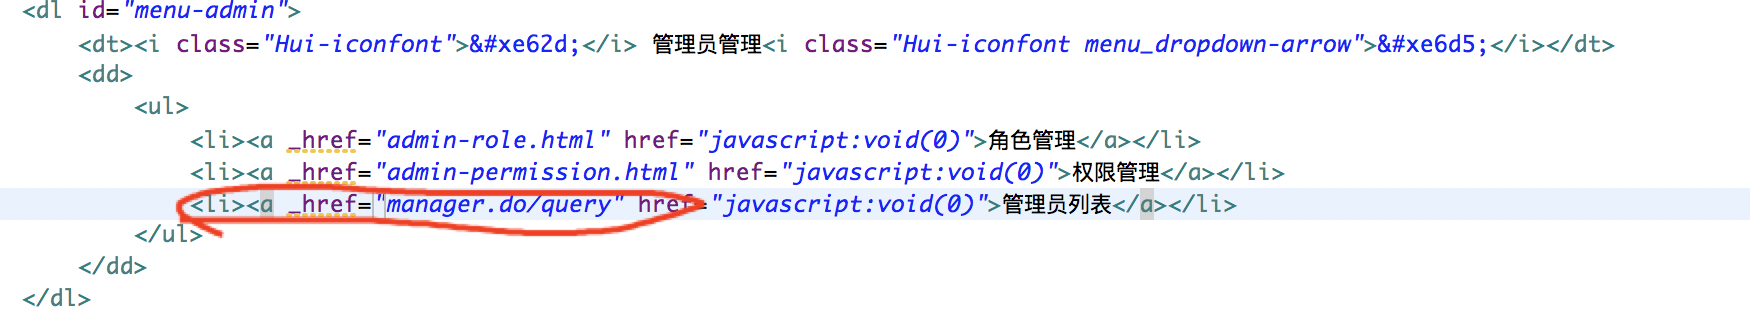 <dl id="menu-admin">
<dt><i class="Hui-iconfont">&#xe62d;</i> 管理员管理<i class="Hui-iconfont menu_dropdown-arrow">&#xe6d5;</i></dt>
<dd>
<ul>
<li><a _href="admin-role.html" href="javascript:void(0)">角色管理</a></li>
<li><a _href="admin-permission.html" href="javascript:void(0)">权限管理</a></li>
<li><a _href="manager.do/query" href="javascript:void(0)">管理员列表</a></li>
</ul>
</dd>
</dl>